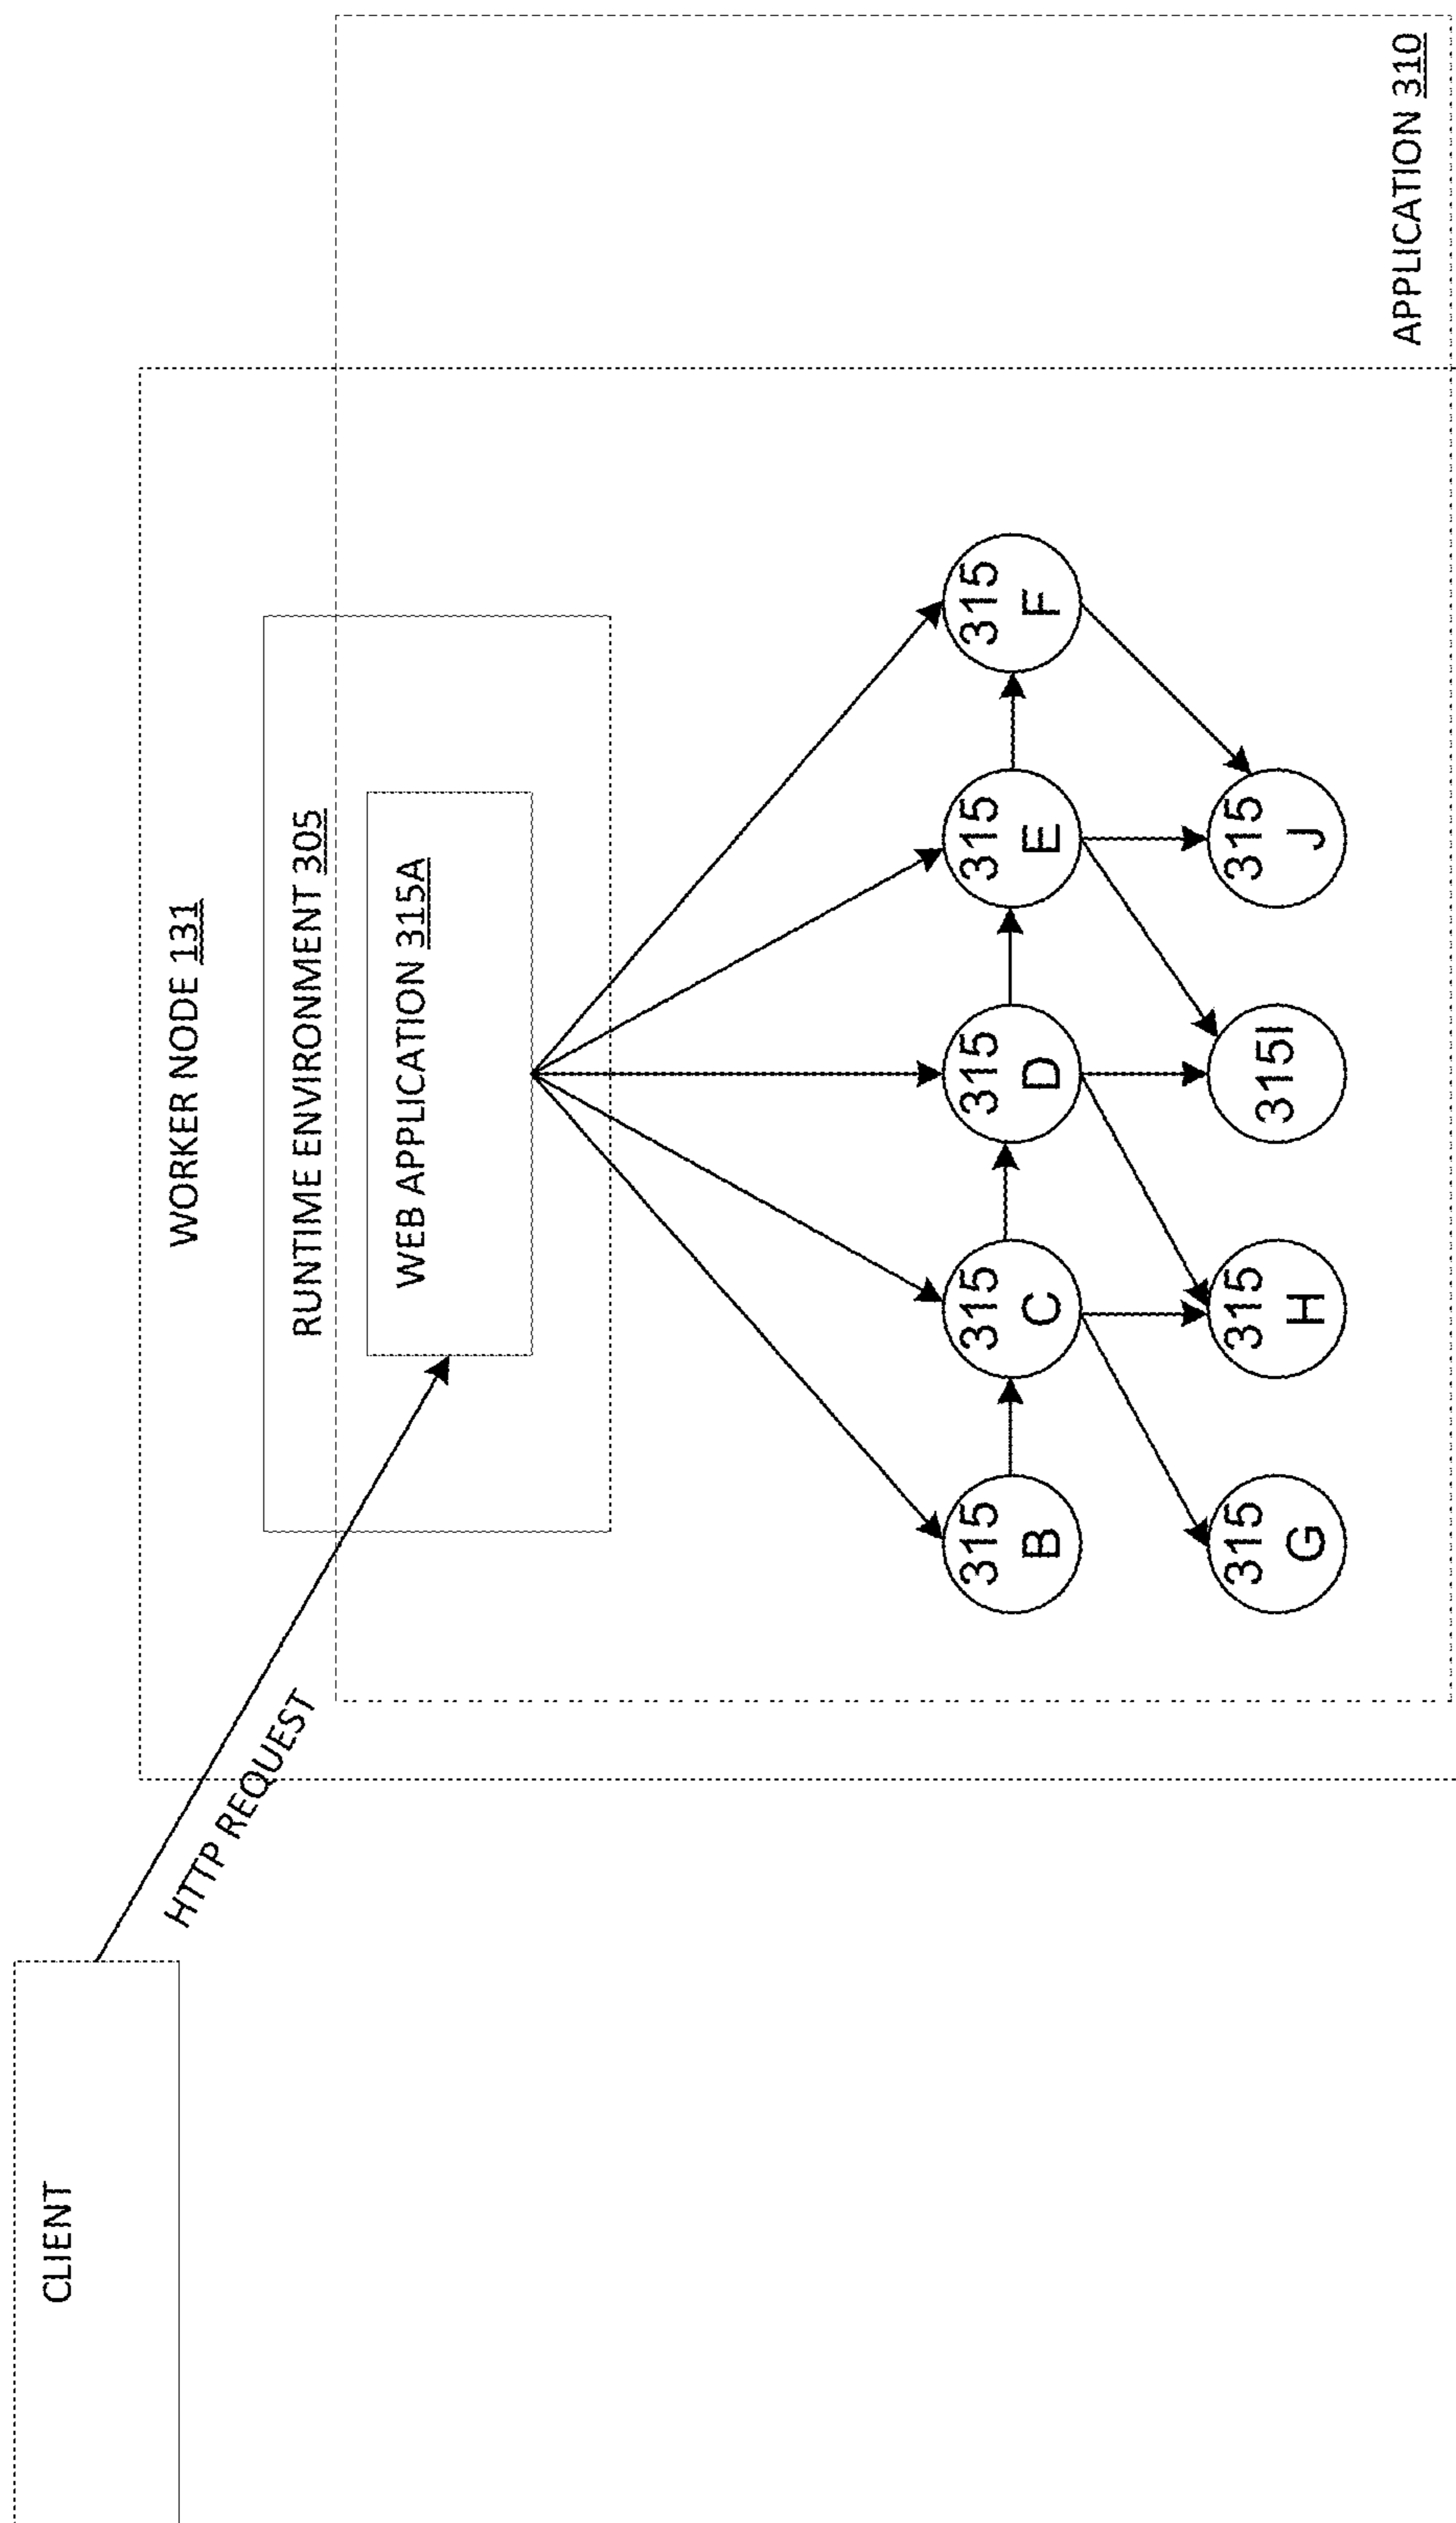 CLIENT
HTTP REQUEST
WORKER NODE 131
RUNTIME ENVIRONMENT 305
WEB APPLICATION 315A
315
B
315
C
315
D
315
E
315
F
315
G
315
H
315I
315
J
APPLICATION 310